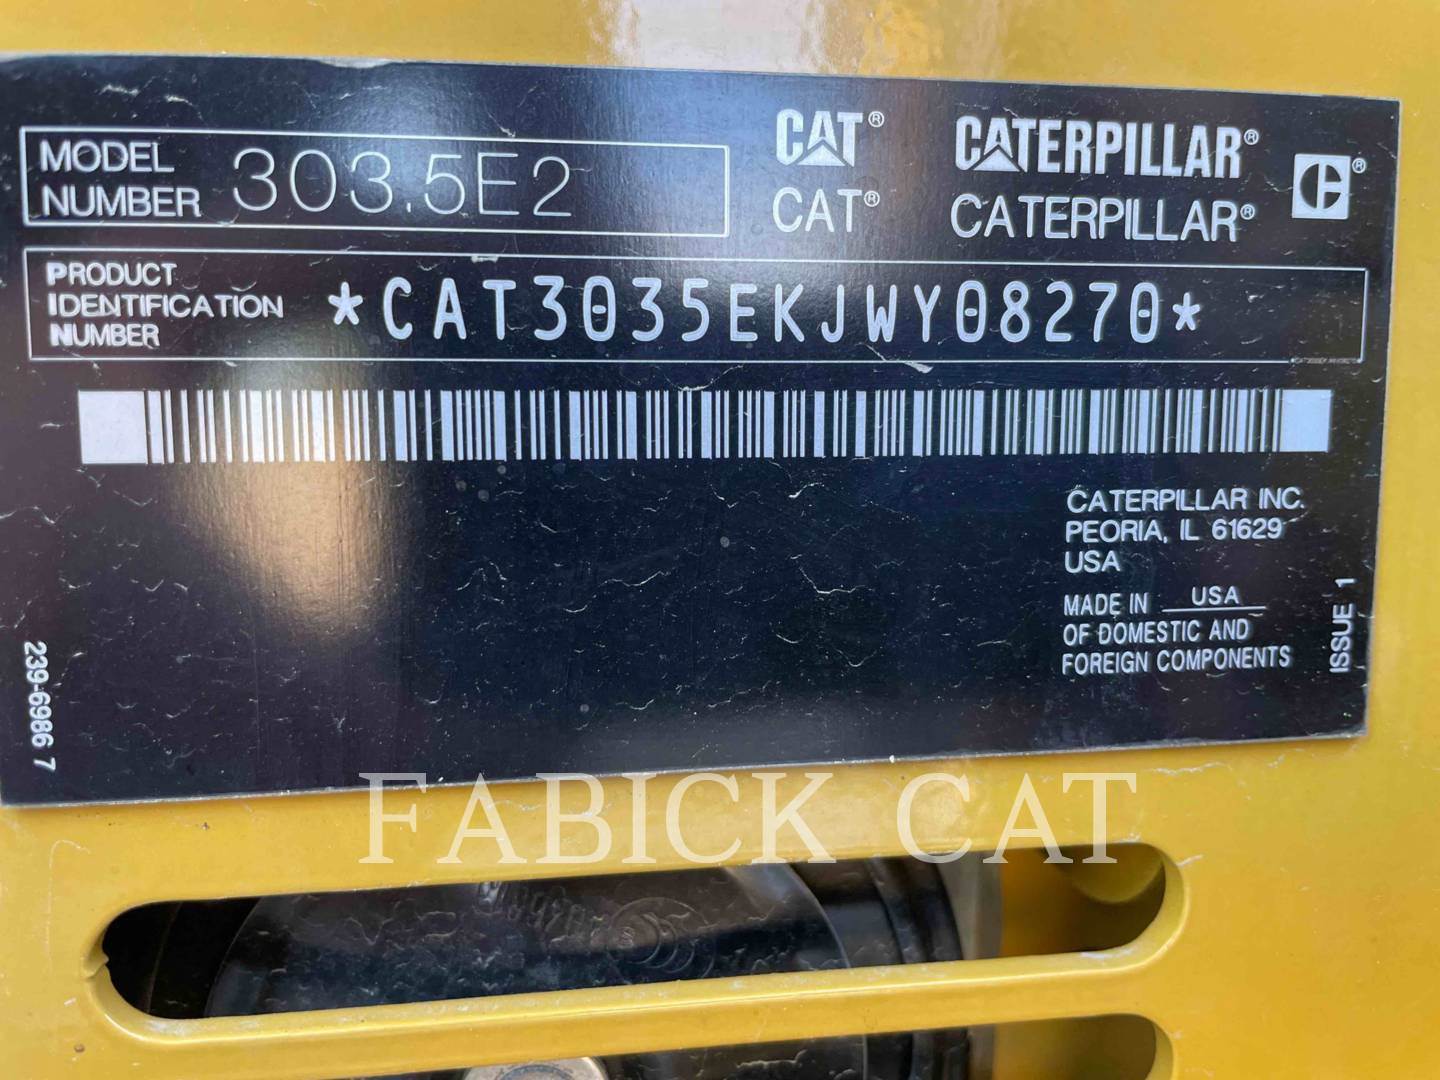 MODEL NUMBER 303.5E2
CAT® CATERPILLAR®
CAT® CATERPILLAR®
PRODUCT IDENTIFICATION NUMBER *CAT3035EKJWY08270*
CATERPILLAR INC.
PEORIA, IL 61629
USA
MADE IN USA
OF DOMESTIC AND
FOREIGN COMPONENTS
ISSUE 1
239-6986 7
FABICK CAT